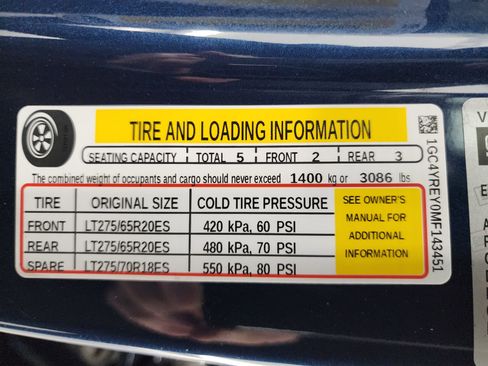 TIRE AND LOADING INFORMATION
SEATING CAPACITY TOTAL 5 FRONT 2 REAR 3
The combined weight of occupants and cargo should never exceed 1400 kg or 3086 lbs.
TIRE ORIGINAL SIZE COLD TIRE PRESSURE
FRONT LT275/65R20ES 420 kPa, 60 PSI
REAR LT275/65R20ES 480 kPa, 70 PSI
SPARE LT275/70R18ES 550 kPa, 80 PSI
SEE OWNER'S
MANUAL FOR
ADDITIONAL
INFORMATION
1GC4YREY0MF143451